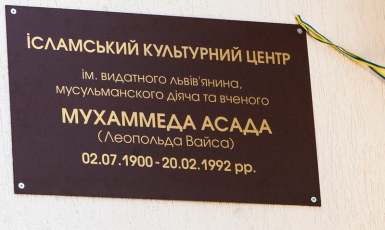 ІСЛАМСЬКИЙ КУЛЬТУРНИЙ ЦЕНТР
ім. видатного львів'янина,
мусульманского діяча та вченого
МУХАММЕДА АСАДА
(Леопольда Вайса)
02.07.1900 - 20.02.1992 рр.